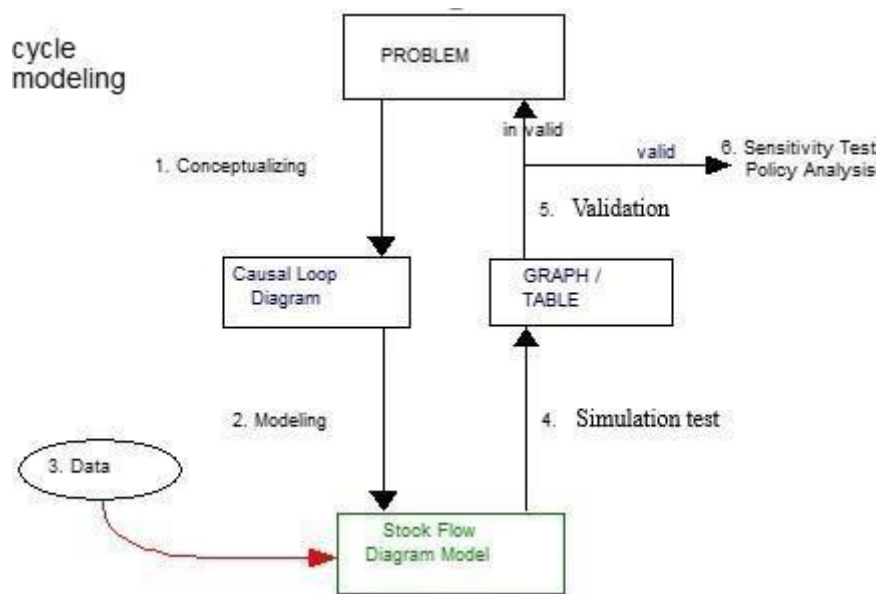 cycle
modeling
PROBLEM
in valid
valid
6. Sensitivity Test
Policy Analysis
1. Conceptualizing
5. Validation
Causal Loop
Diagram
GRAPH /
TABLE
2. Modeling
4. Simulation test
3. Data
Stock Flow
Diagram Model